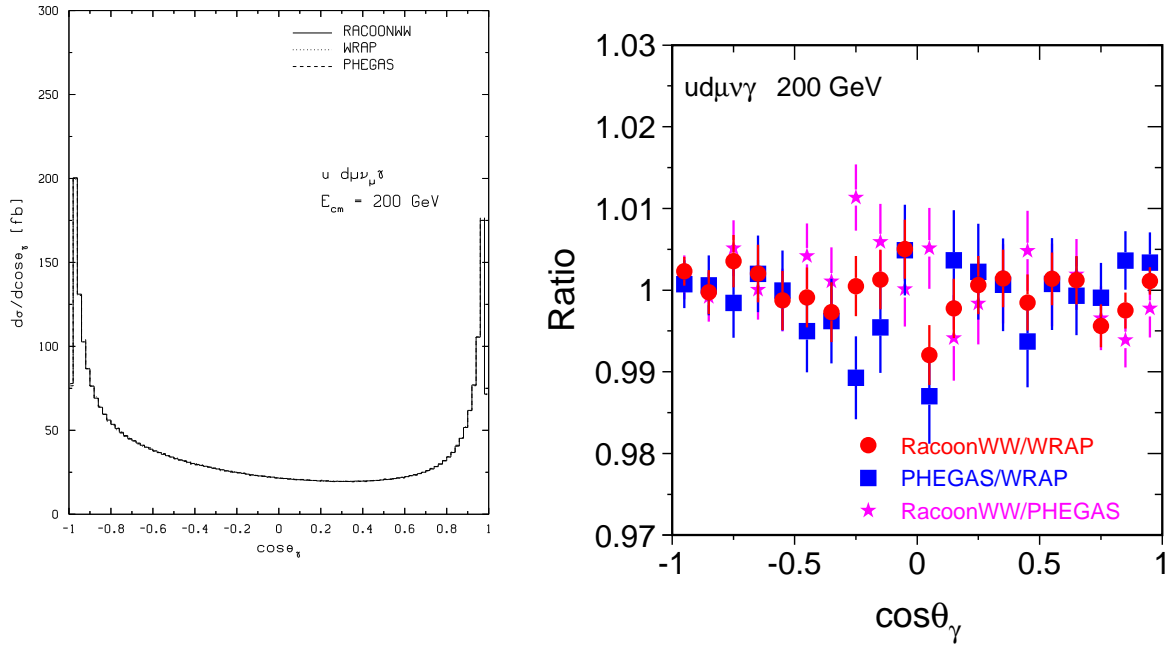 300
250
200
150
100
50
0
dσ/dcosθᵧ [fb]
RACOONWW
WRAP
PHEGAS
u dμν_μγ
E_cm = 200 GeV
-1 -0.8 -0.6 -0.4 -0.2 0 0.2 0.4 0.6 0.8 1
cosθᵧ
1.03
1.02
1.01
1
0.99
0.98
0.97
Ratio
udμνγ 200 GeV
RacoonWW/WRAP
PHEGAS/WRAP
RacoonWW/PHEGAS
-1 -0.5 0 0.5 1
cosθᵧ